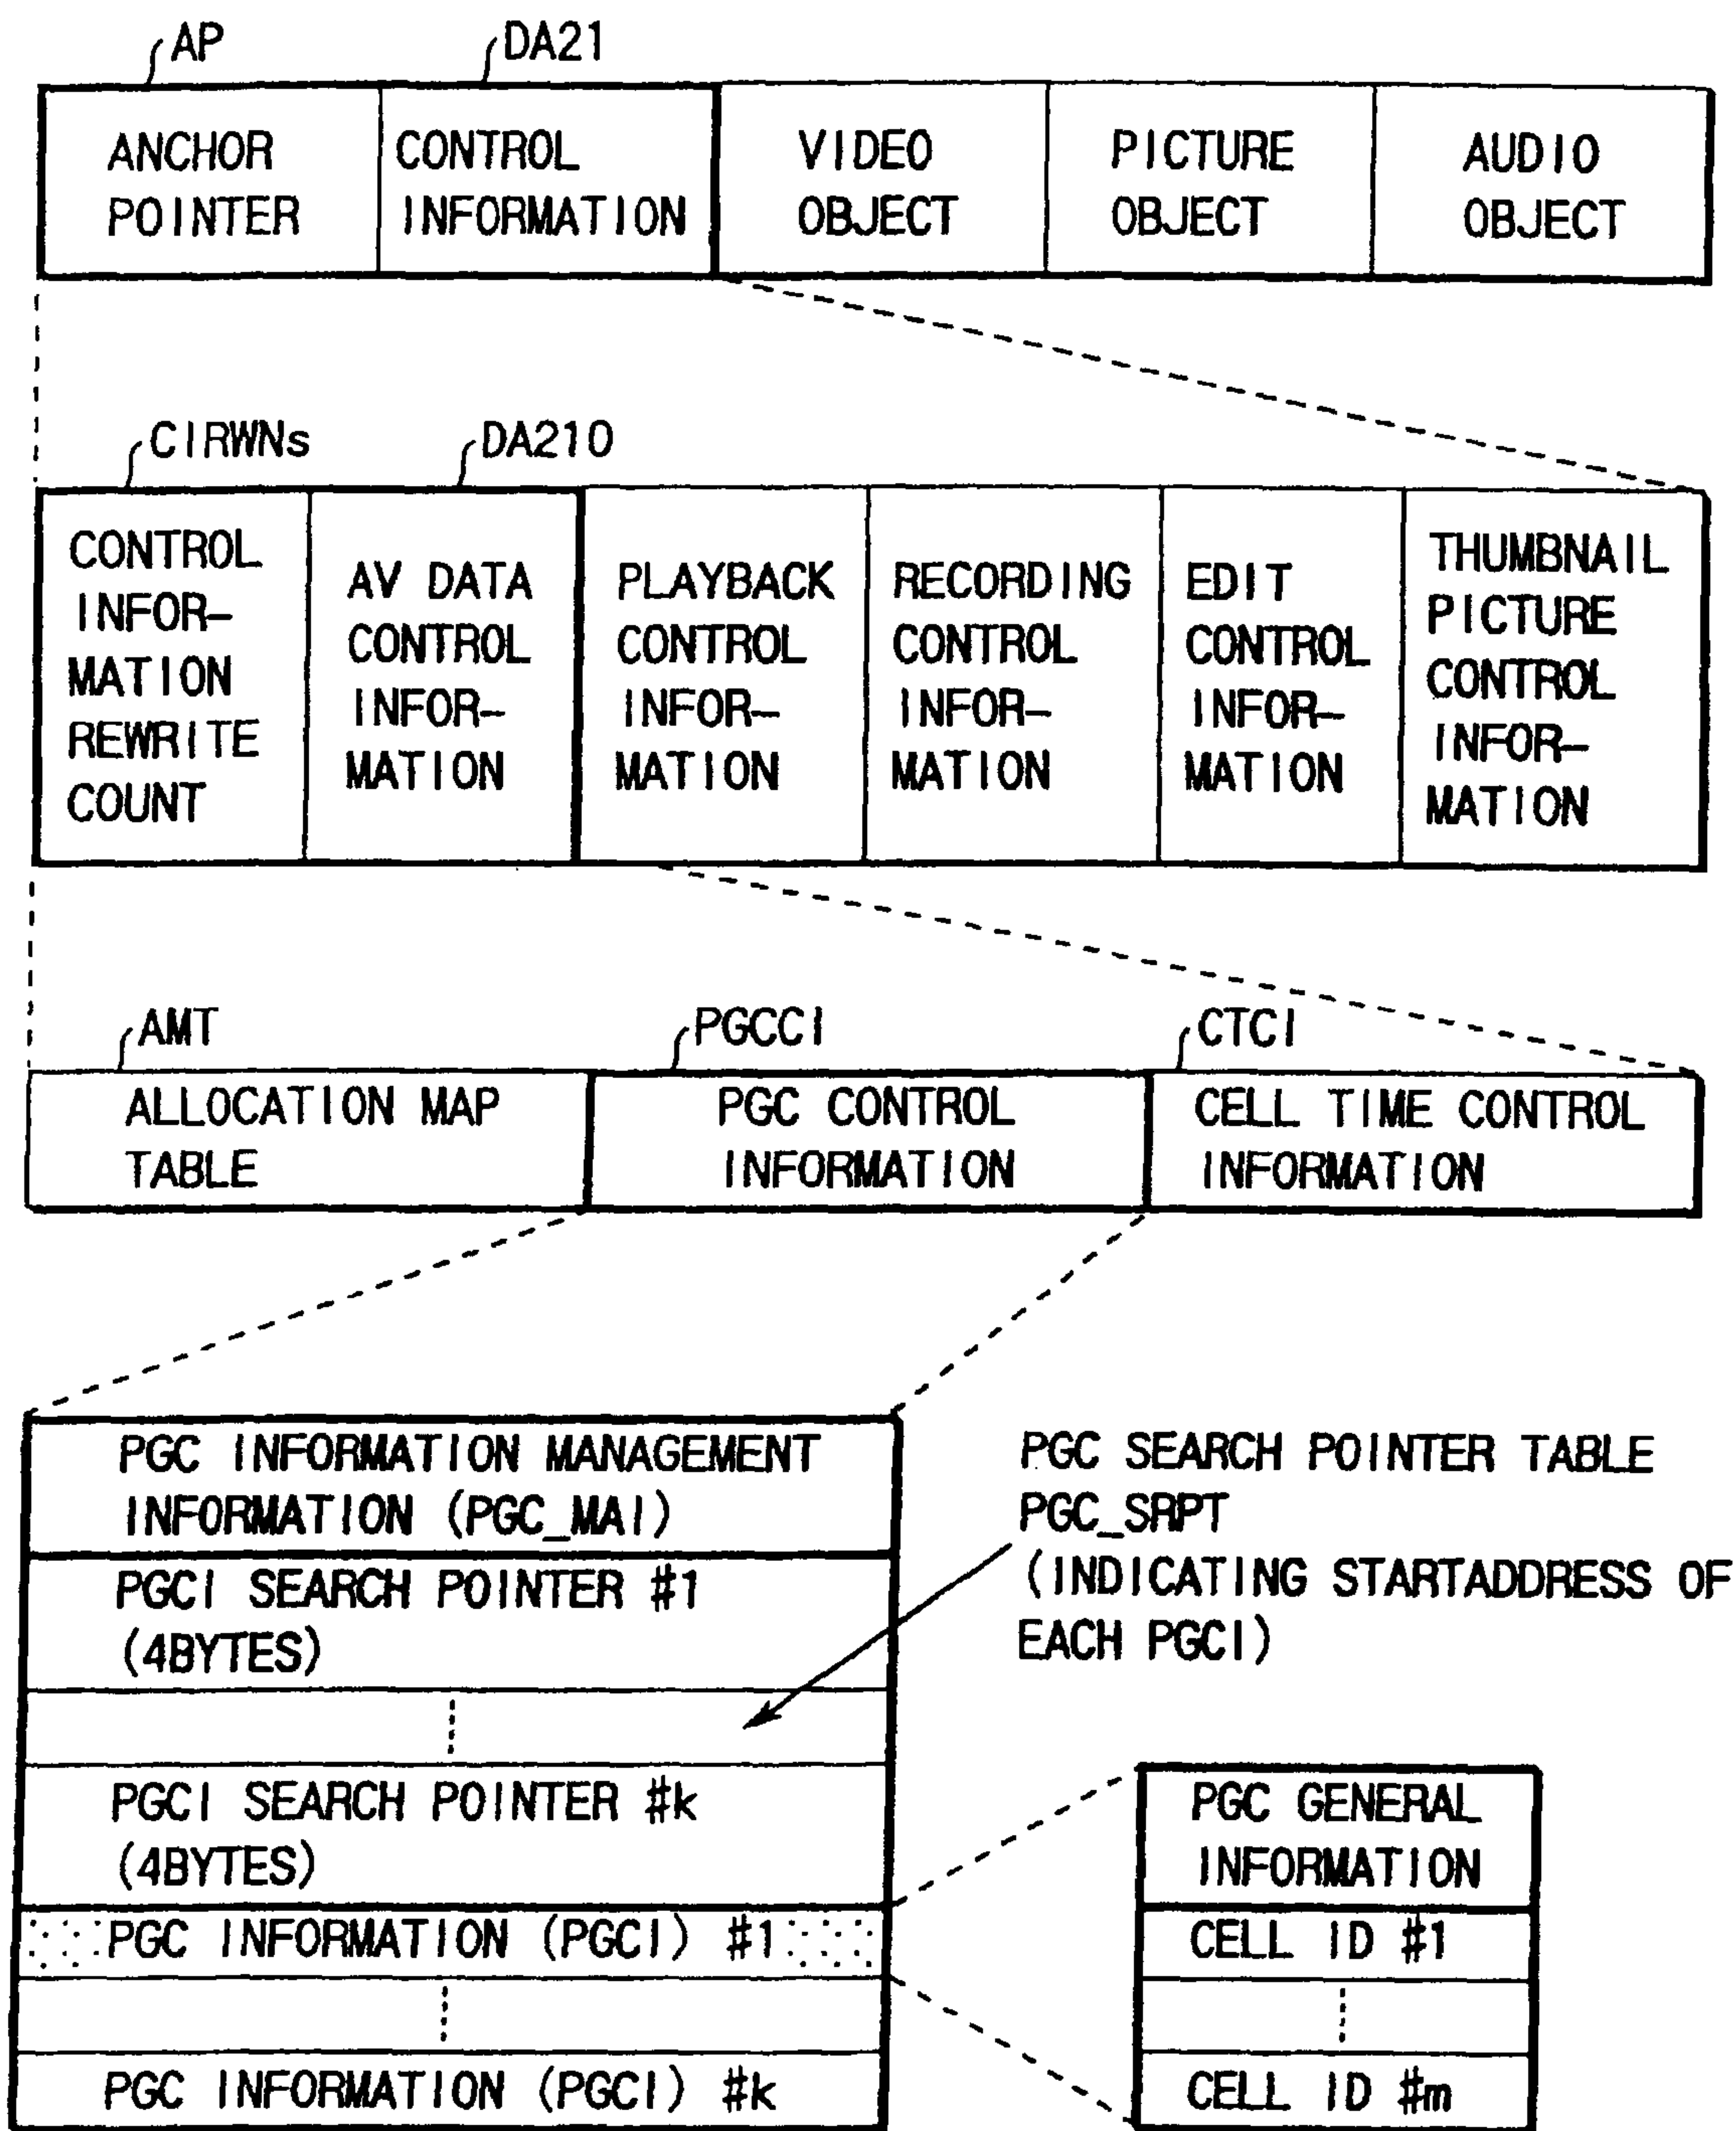 AP
DA21
ANCHOR
POINTER
CONTROL
INFORMATION
VIDEO
OBJECT
PICTURE
OBJECT
AUDIO
OBJECT
CIRWNs
DA210
CONTROL
INFOR-
MATION
REWRITE
COUNT
AV DATA
CONTROL
INFOR-
MATION
PLAYBACK
CONTROL
INFOR-
MATION
RECORDING
CONTROL
INFOR-
MATION
EDIT
CONTROL
INFOR-
MATION
THUMBNAIL
PICTURE
CONTROL
INFOR-
MATION
AMT
PGCCI
CTCI
ALLOCATION MAP
TABLE
PGC CONTROL
INFORMATION
CELL TIME CONTROL
INFORMATION
PGC INFORMATION MANAGEMENT
INFORMATION (PGC_MAI)
PGCI SEARCH POINTER #1
(4BYTES)
PGCI SEARCH POINTER #k
(4BYTES)
PGC INFORMATION (PGCI) #1
PGC INFORMATION (PGCI) #k
PGC SEARCH POINTER TABLE
PGC_SRPT
(INDICATING STARTADDRESS OF
EACH PGCI)
PGC GENERAL
INFORMATION
CELL ID #1
CELL ID #m